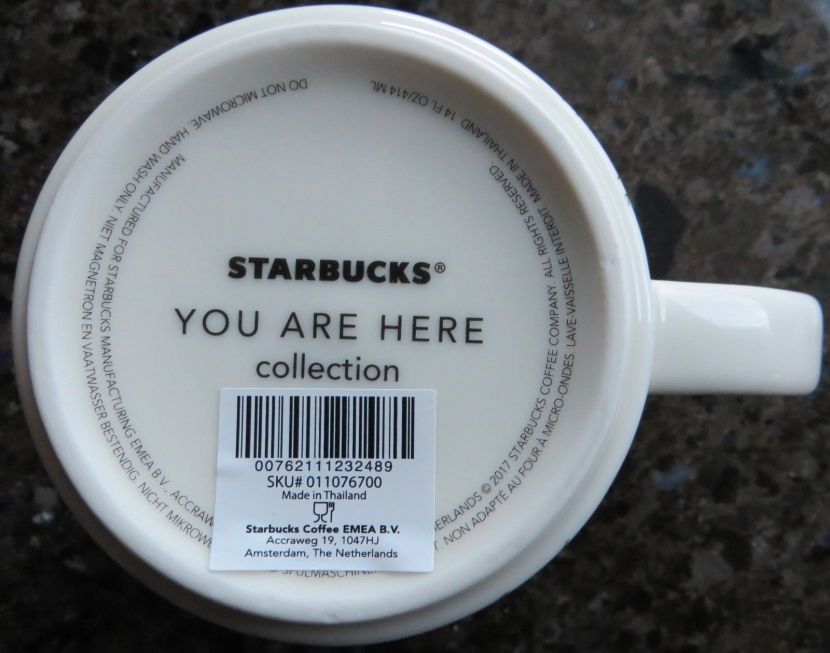 DO NOT MICROWAVE. HAND WASH ONLY. NIET MAGNETRON EN VAATWASSER BESTENDIG. NICHT
SPÜLMASCHINE
NON ADAPTE AU FOUR À MICRO-ONDES. LAVE-VAISSELLE INTERDIT. MADE IN THAILAND 14 FL OZ/414 ML
MANUFACTURED FOR STARBUCKS MANUFACTURING EMEA B.V.,
© 2017 STARBUCKS COFFEE COMPANY. ALL RIGHTS RESERVED
STARBUCKS®
YOU ARE HERE
collection
00762111232489
SKU# 011076700
Made in Thailand
Starbucks Coffee EMEA B.V.
Accraweg 19, 1047HJ
Amsterdam, The Netherlands